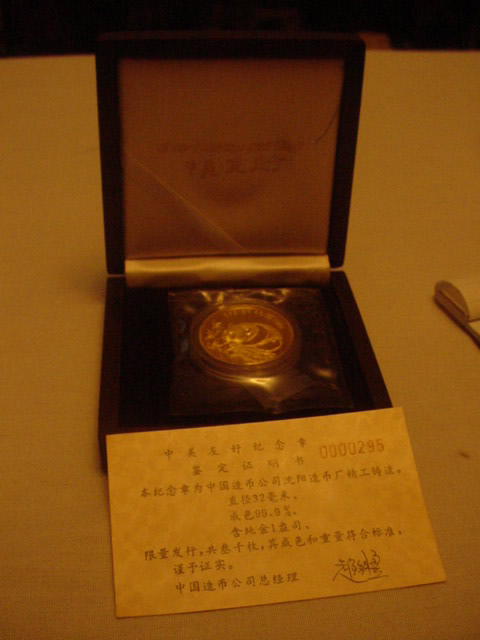 中美友好纪念章
鉴定证明书
0000295
本纪念章为中国造币公司沈阳造币厂精工铸造，
直径32毫米。
成色99.9%。
含纯金1盎司。
限量发行，共叁千枚，其成色和重量符合标准，
谨予证实。
中国造币公司总经理